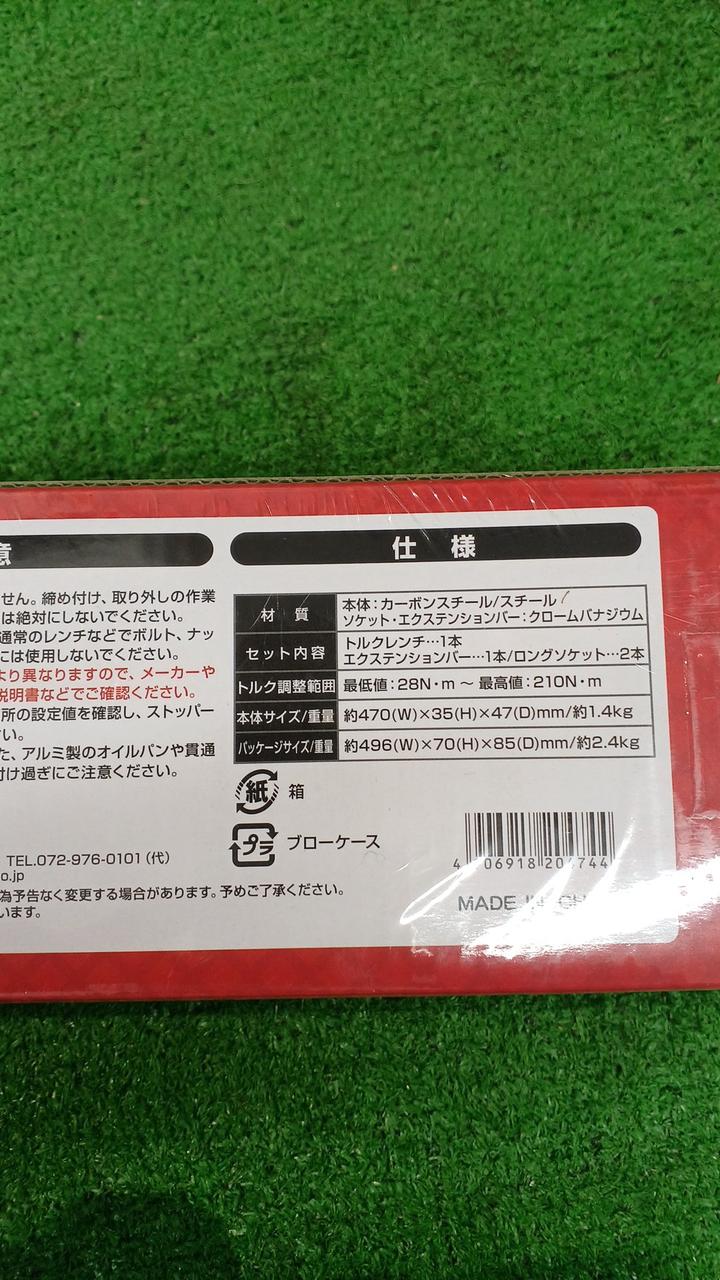 意
せん。締め付け、取り外しの作業
は絶対にしないでください。
通常のレンチなどでボルト、ナッ
には使用しないでください。
より異なりますので、メーカーや
説明書などでご確認ください。
所の設定値を確認し、ストッパー
い。
た、アルミ製のオイルパンや貫通
付け過ぎにご注意ください。
TEL.072-976-0101（代）
o.jp
為予告なく変更する場合があります。予めご了承ください。
います。
仕 様
材 質
本体：カーボンスチール/スチール
ソケット・エクステンションバー：クロームバナジウム
セット内容
トルクレンチ…1本
エクステンションバー…1本/ロングソケット…2本
トルク調整範囲
最低値：28N・m ～ 最高値：210N・m
本体サイズ/重量
約470(W)×35(H)×47(D)mm/約1.4kg
パッケージサイズ/重量
約496(W)×70(H)×85(D)mm/約2.4kg
紙 箱
プラ ブローケース
4 06918 204744
MADE IN CH